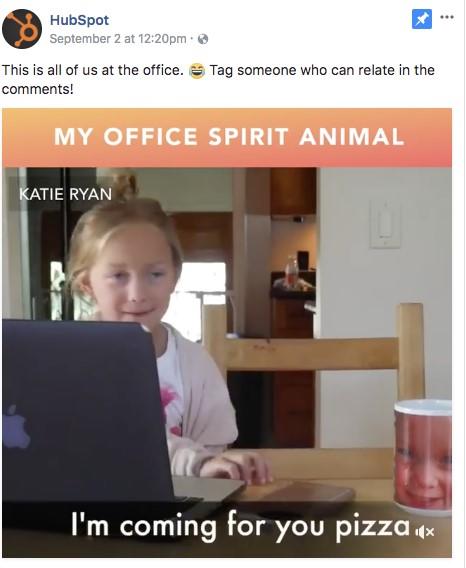 HubSpot
September 2 at 12:20pm ·
This is all of us at the office. 😂 Tag someone who can relate in the
comments!
MY OFFICE SPIRIT ANIMAL
KATIE RYAN
I'm coming for you pizza